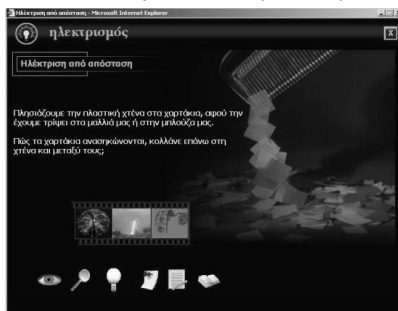 Ηλέκτριση από απόσταση - Microsoft Internet Explorer
ηλεκτρισμός
X
Ηλέκτριση από απόσταση
Πλησιάζουμε την πλαστική χτένα στα χαρτάκια, αφού την
έχουμε τρίψει στα μαλλιά μας ή στην μπλούζα μας.
Πώς τα χαρτάκια ανασηκώνονται, κολλάνε επάνω στη
χτένα και μεταξύ τους;